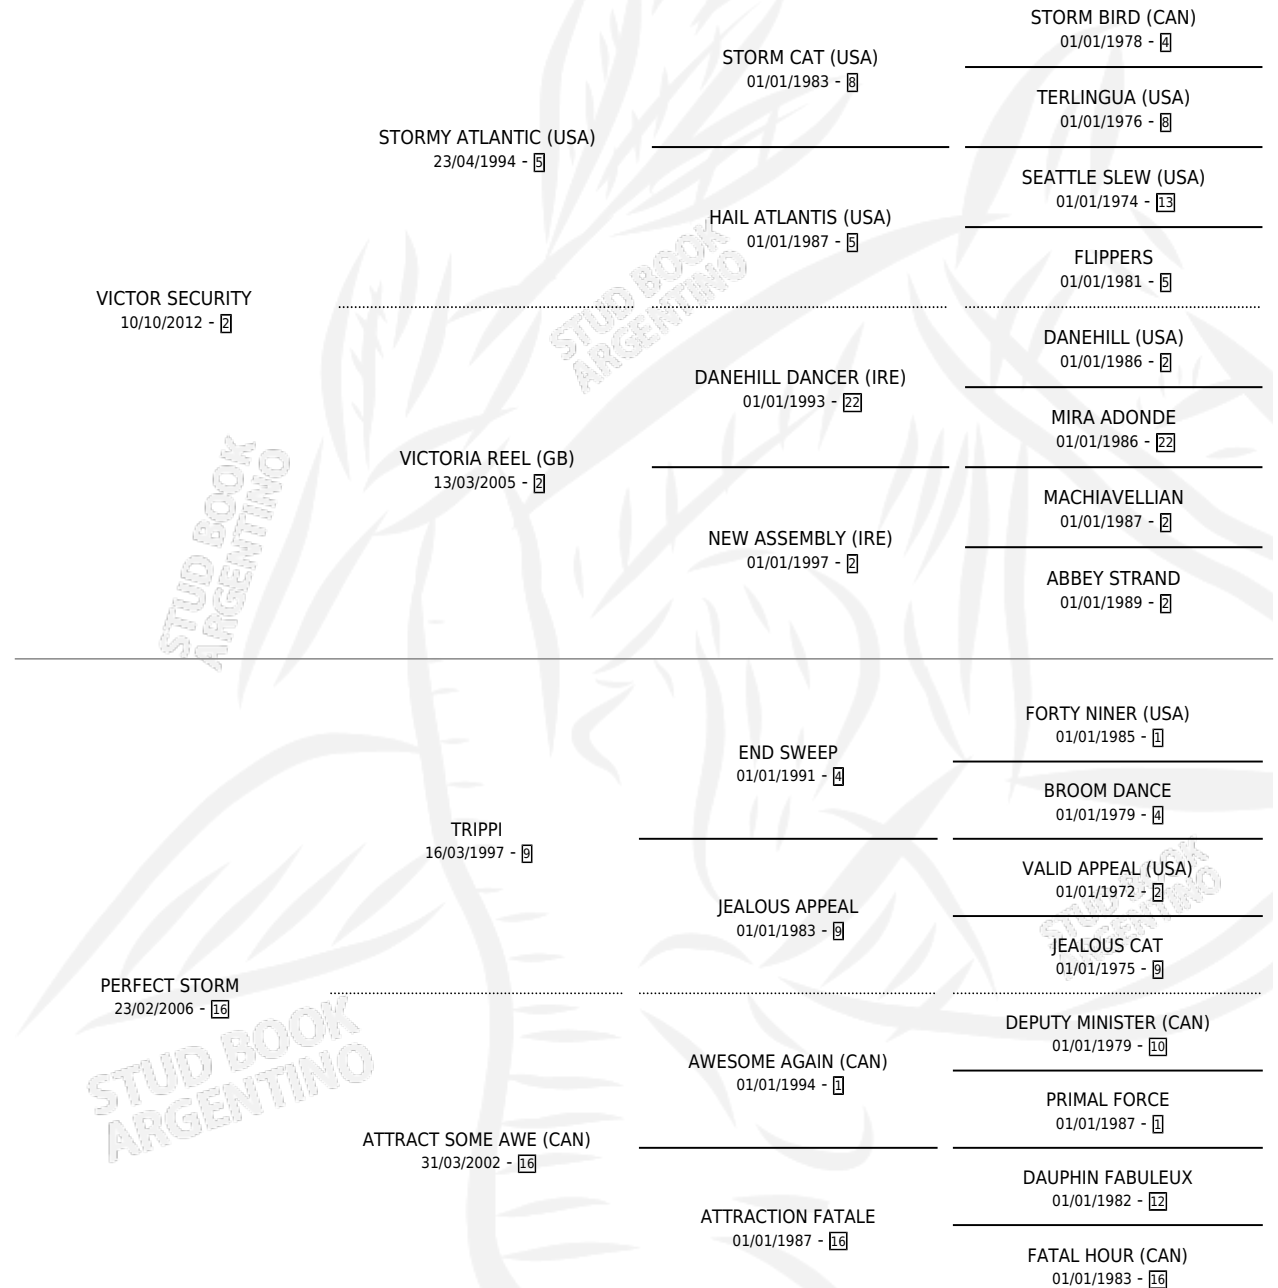 STORM BIRD (CAN)
01/01/1978 - 4
STORM CAT (USA)
01/01/1983 - 8
TERLINGUA (USA)
01/01/1976 - 8
STORMY ATLANTIC (USA)
23/04/1994 - 5
SEATTLE SLEW (USA)
01/01/1974 - 13
HAIL ATLANTIS (USA)
01/01/1987 - 5
FLIPPERS
01/01/1981 - 5
VICTOR SECURITY
10/10/2012 - 2
STUD BOOK
ARGENTINO
DANEHILL (USA)
01/01/1986 - 2
DANEHILL DANCER (IRE)
01/01/1993 - 22
MIRA ADONDE
01/01/1986 - 22
VICTORIA REEL (GB)
13/03/2005 - 2
MACHIAVELLIAN
01/01/1987 - 2
NEW ASSEMBLY (IRE)
01/01/1997 - 2
ABBEY STRAND
01/01/1989 - 2
STUD BOOK
ARGENTINO
FORTY NINER (USA)
01/01/1985 - 1
END SWEEP
01/01/1991 - 4
BROOM DANCE
01/01/1979 - 4
TRIPPI
16/03/1997 - 9
VALID APPEAL (USA)
01/01/1972 - 2
STUD BOOK
ARGENTINO
JEALOUS APPEAL
01/01/1983 - 9
JEALOUS CAT
01/01/1975 - 9
PERFECT STORM
23/02/2006 - 16
STUD BOOK
ARGENTINO
DEPUTY MINISTER (CAN)
01/01/1979 - 10
AWESOME AGAIN (CAN)
01/01/1994 - 1
PRIMAL FORCE
01/01/1987 - 1
ATTRACT SOME AWE (CAN)
31/03/2002 - 16
DAUPHIN FABULEUX
01/01/1982 - 12
ATTRACTION FATALE
01/01/1987 - 16
FATAL HOUR (CAN)
01/01/1983 - 16